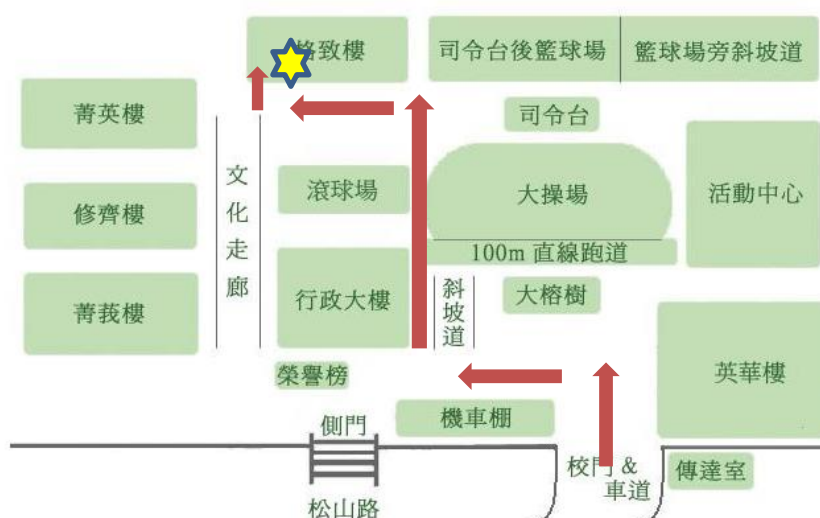 格致樓
司令台後籃球場
籃球場旁斜坡道
菁英樓
司令台
修齊樓
文化走廊
滾球場
大操場
活動中心
100m 直線跑道
菁莪樓
行政大樓
斜坡道
大榕樹
榮譽榜
英華樓
側門
機車棚
校門 &
車道
傳達室
松山路